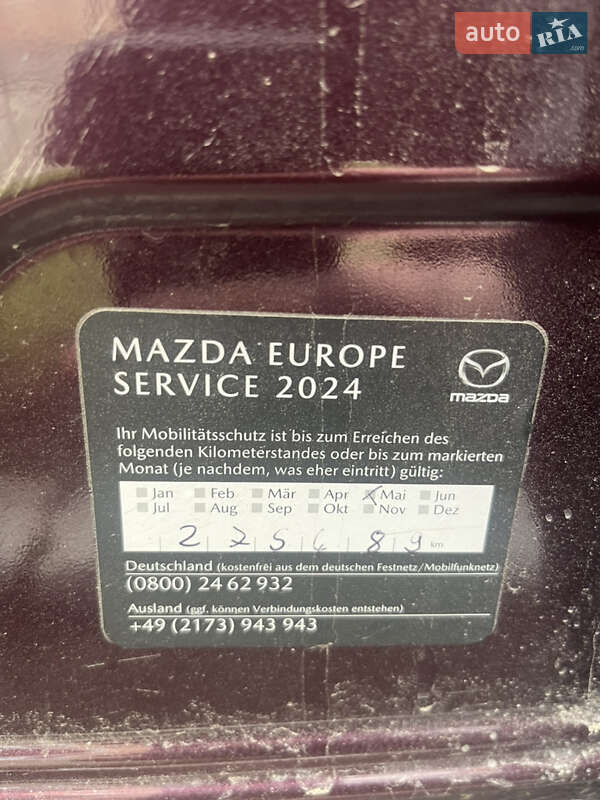 auto RIA.com
MAZDA EUROPE
SERVICE 2024
mazda
Ihr Mobilitätsschutz ist bis zum Erreichen des
folgenden Kilometerstandes oder bis zum markierten
Monat (je nachdem, was eher eintritt) gültig:
Jan Feb Mär Apr Mai Jun
Jul Aug Sep Okt Nov Dez
km
Deutschland (kostenfrei aus dem deutschen Festnetz/Mobilfunknetz)
(0800) 24 62 932
Ausland (ggf. können Verbindungskosten entstehen)
+49 (2173) 943 943